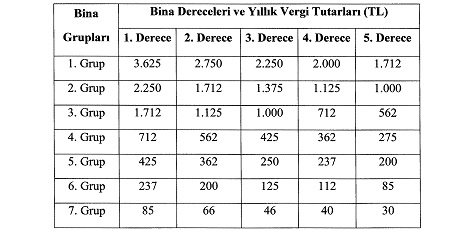 Bina Grupları | Bina Dereceleri ve Yıllık Vergi Tutarları (TL)
1. Derece | 2. Derece | 3. Derece | 4. Derece | 5. Derece
1. Grup | 3.625 | 2.750 | 2.250 | 2.000 | 1.712
2. Grup | 2.250 | 1.712 | 1.375 | 1.125 | 1.000
3. Grup | 1.712 | 1.125 | 1.000 | 712 | 562
4. Grup | 712 | 562 | 425 | 362 | 275
5. Grup | 425 | 362 | 250 | 237 | 200
6. Grup | 237 | 200 | 125 | 112 | 85
7. Grup | 85 | 66 | 46 | 40 | 30